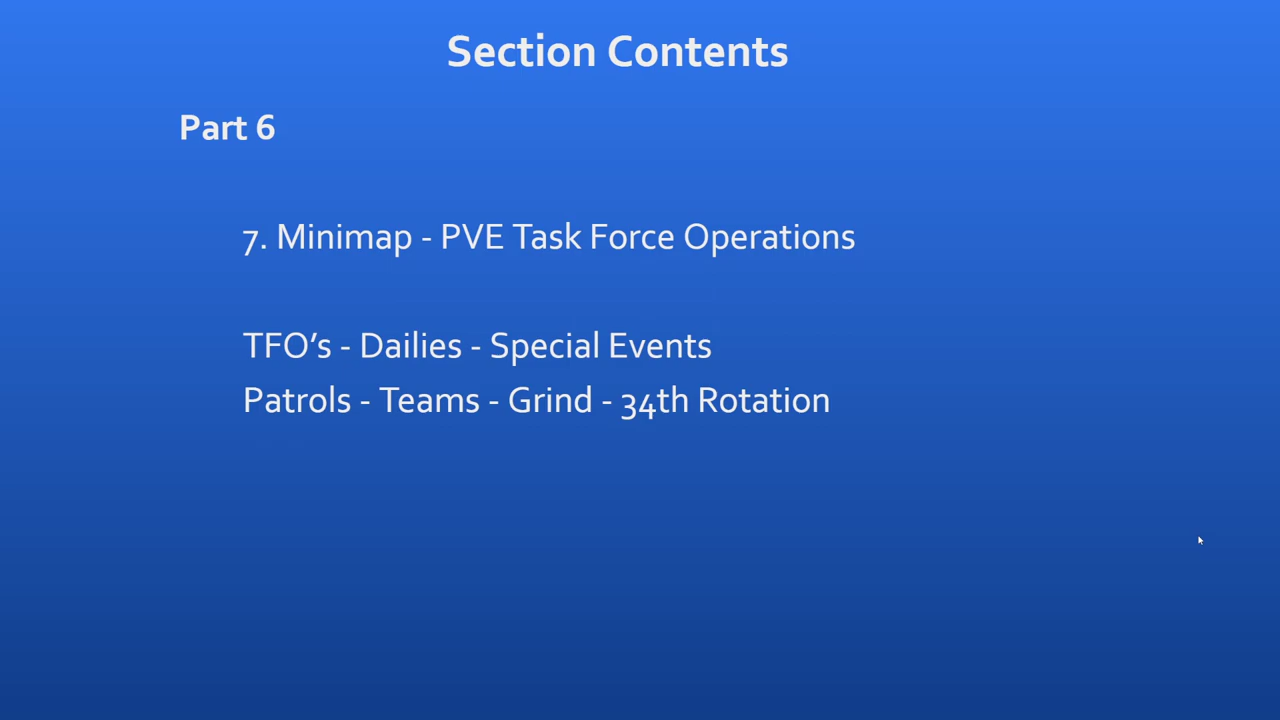 Section Contents
Part 6
7. Minimap - PVE Task Force Operations
TFO’s - Dailies - Special Events
Patrols - Teams - Grind - 34th Rotation